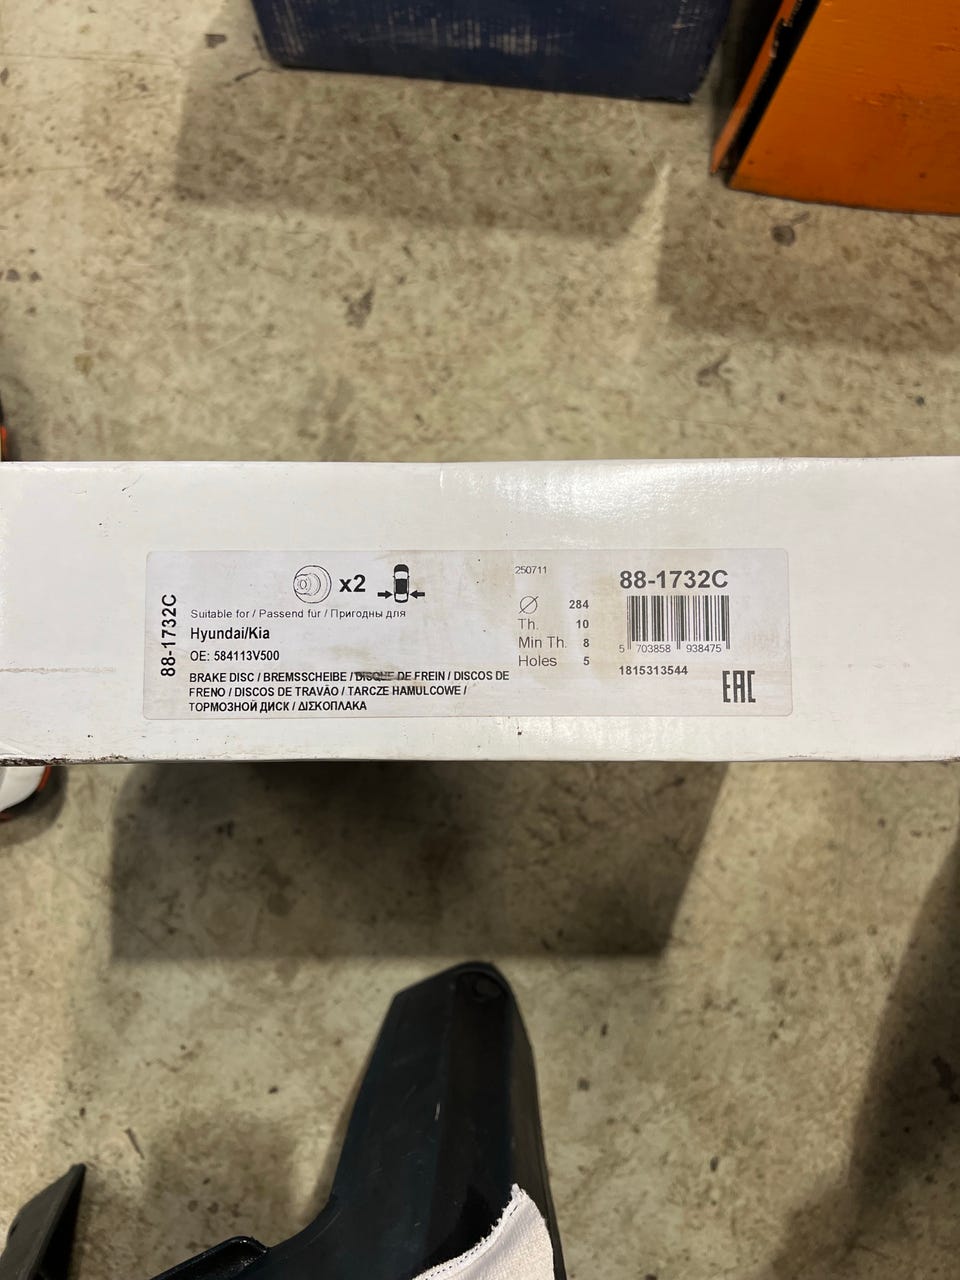 88-1732C
x2
Suitable for / Passend fur / Пригодны для
Hyundai/Kia
OE: 584113V500
BRAKE DISC / BREMSSCHEIBE / DISQUE DE FREIN / DISCOS DE
FRENO / DISCOS DE TRAVÃO / TARCZE HAMULCOWE /
ТОРМОЗНОЙ ДИСК / ΔΙΣΚΟΠΛΑΚΑ
250711
⌀ 284
Th. 10
Min Th. 8
Holes 5
88-1732C
5 703858 938475
1815313544
EAC